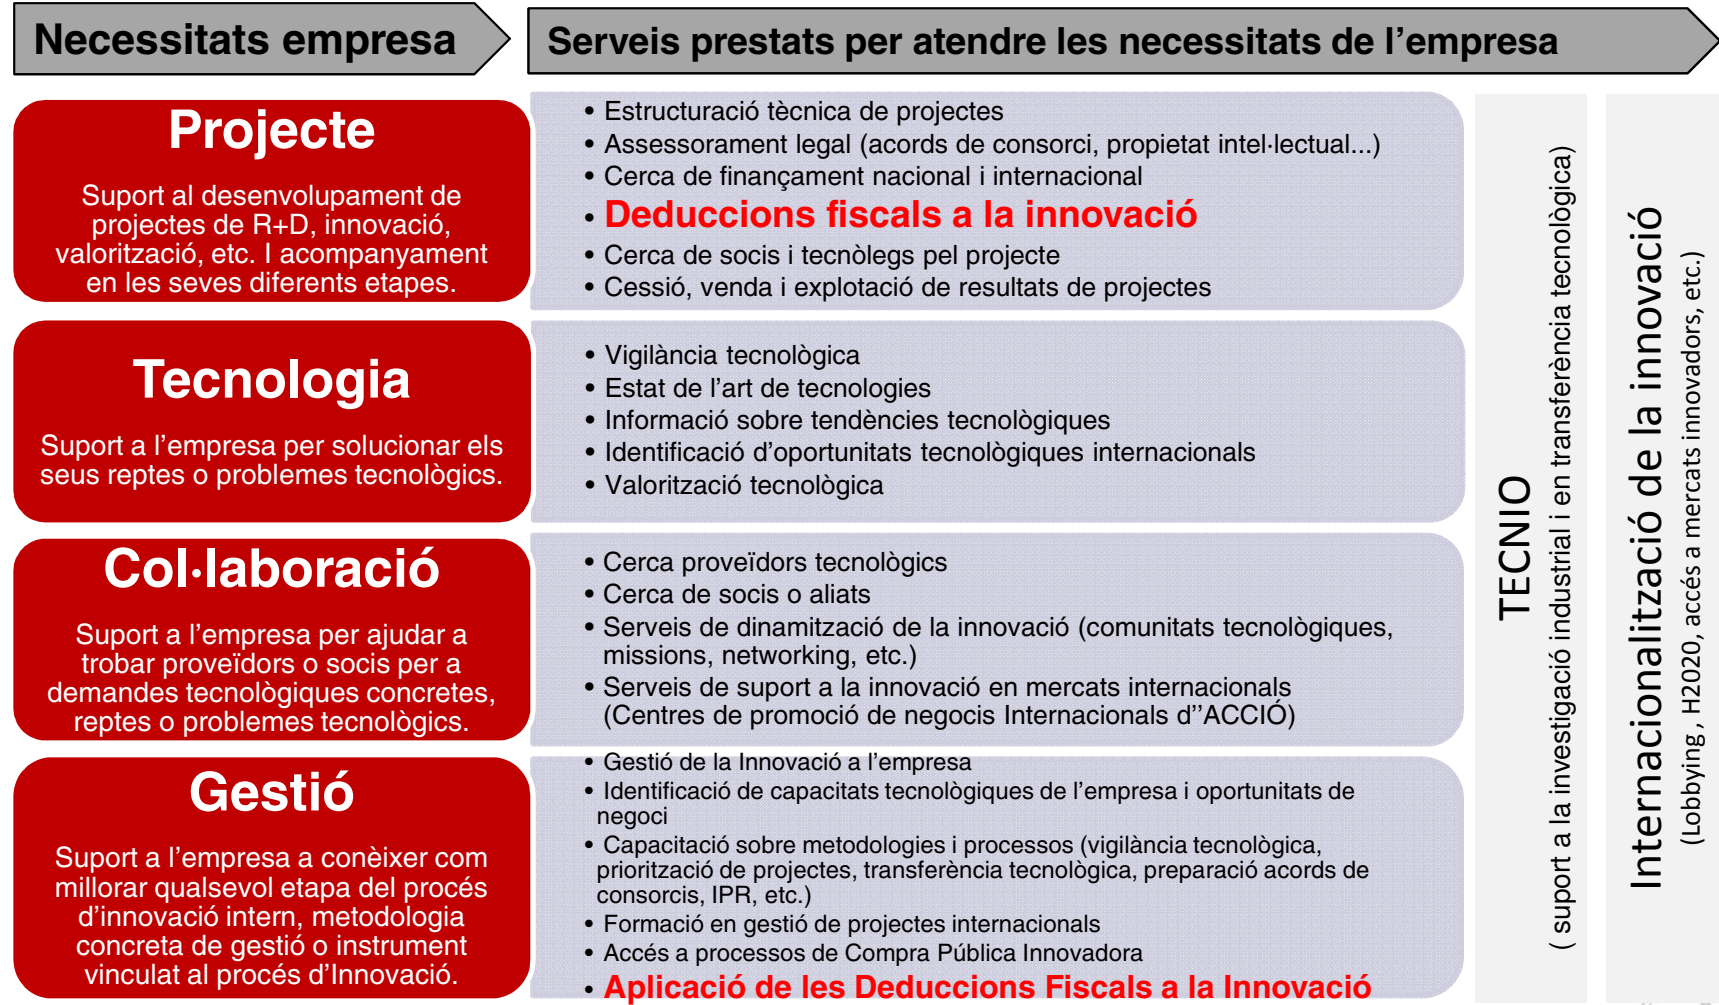 Necessitats empresa
Serveis prestats per atendre les necessitats de l’empresa
Projecte
Suport al desenvolupament de
projectes de R+D, innovació,
valorització, etc. I acompanyament
en les seves diferents etapes.
• Estructuració tècnica de projectes
• Assessorament legal (acords de consorci, propietat intel·lectual...)
• Cerca de finançament nacional i internacional
• Deduccions fiscals a la innovació
• Cerca de socis i tecnòlegs pel projecte
• Cessió, venda i explotació de resultats de projectes
Tecnologia
Suport a l’empresa per solucionar els
seus reptes o problemes tecnològics.
• Vigilància tecnològica
• Estat de l’art de tecnologies
• Informació sobre tendències tecnològiques
• Identificació d’oportunitats tecnològiques internacionals
• Valorització tecnològica
Col·laboració
Suport a l’empresa per ajudar a
trobar proveïdors o socis per a
demandes tecnològiques concretes,
reptes o problemes tecnològics.
• Cerca proveïdors tecnològics
• Cerca de socis o aliats
• Serveis de dinamització de la innovació (comunitats tecnològiques,
missions, networking, etc.)
• Serveis de suport a la innovació en mercats internacionals
(Centres de promoció de negocis Internacionals d’’ACCIÓ)
Gestió
Suport a l’empresa a conèixer com
millorar qualsevol etapa del procés
d’innovació intern, metodologia
concreta de gestió o instrument
vinculat al procés d’Innovació.
• Gestió de la Innovació a l’empresa
• Identificació de capacitats tecnològiques de l’empresa i oportunitats de
negoci
• Capacitació sobre metodologies i processos (vigilància tecnològica,
priorització de projectes, transferència tecnològica, preparació acords de
consorcis, IPR, etc.)
• Formació en gestió de projectes internacionals
• Accés a processos de Compra Pública Innovadora
• Aplicació de les Deduccions Fiscals a la Innovació
TECNIO
( suport a la investigació industrial i en transferència tecnològica)
Internacionalització de la innovació
(Lobbying , H2020, accés a mercats innovadors, etc.)